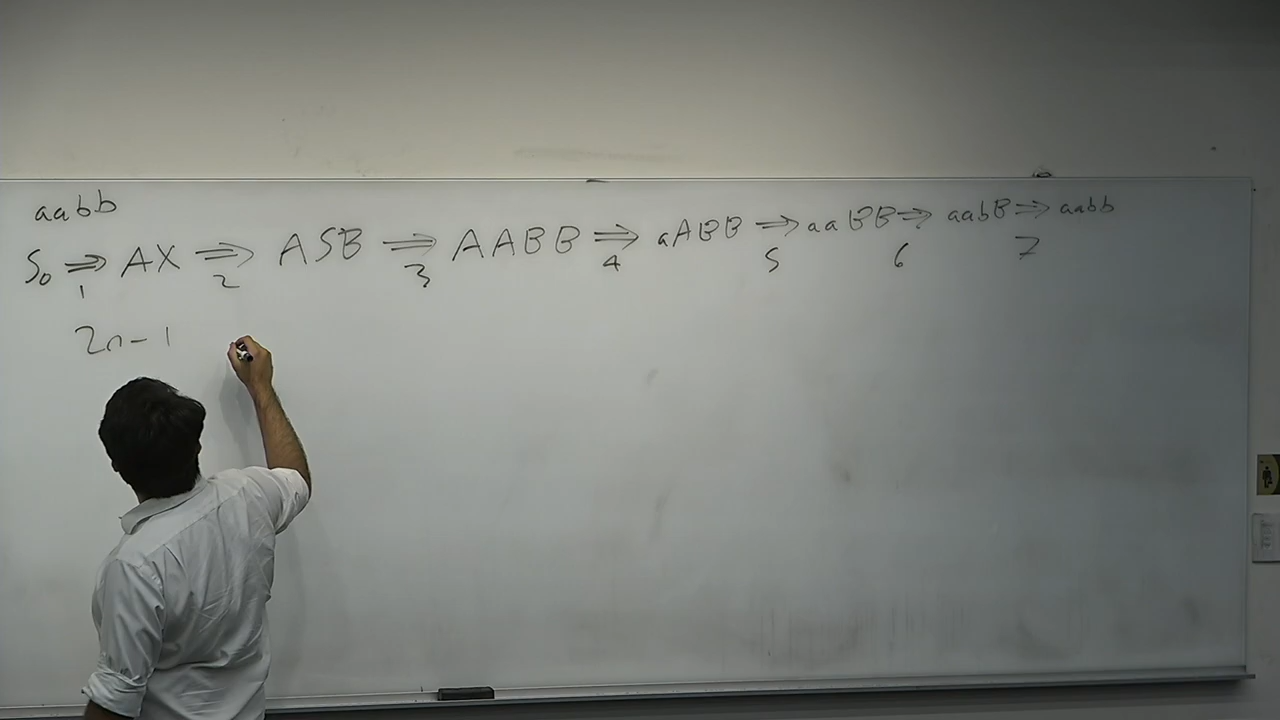 aabb
S₀ ⇒ AX ⇒ ASB ⇒ AABB ⇒ aABB ⇒ aaBB ⇒ aabB ⇒ aabb
1 2 3 4 5 6 7
2n-1